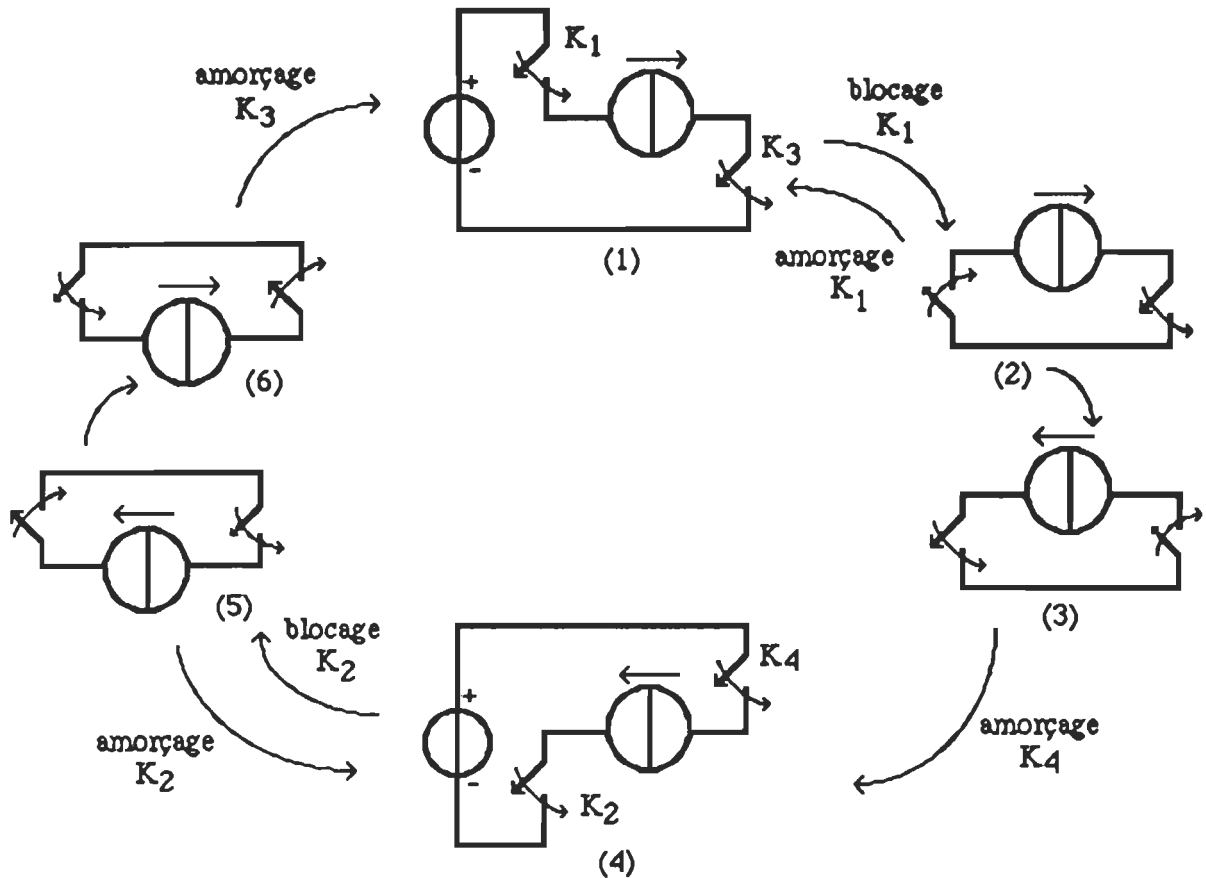 K1
amorçage
K3
+
-
K3
blocage
K1
(1)
amorçage
K1
(2)
(6)
(3)
(5)
blocage
K2
K4
+
-
amorçage
K2
amorçage
K4
K2
(4)